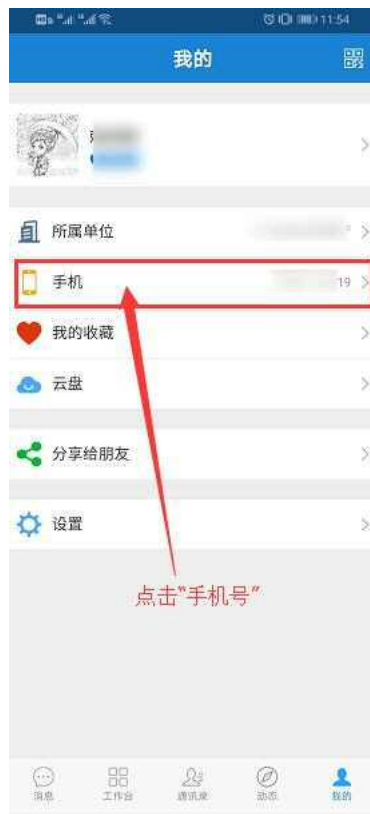 11:54
我的
所属单位
手机 19
我的收藏
云盘
分享给朋友
设置
点击“手机号”
消息 工作台 通讯录 动态 我的